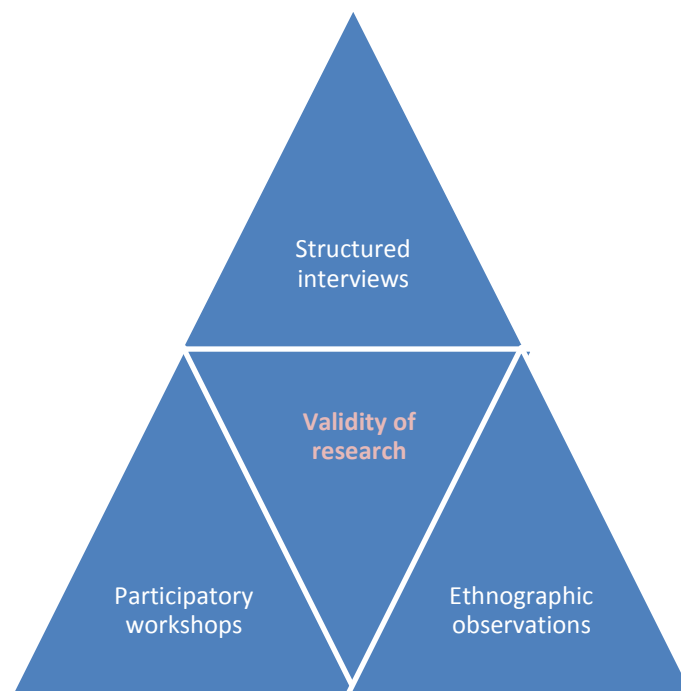 Structured
interviews
Validity of
research
Participatory
workshops
Ethnographic
observations